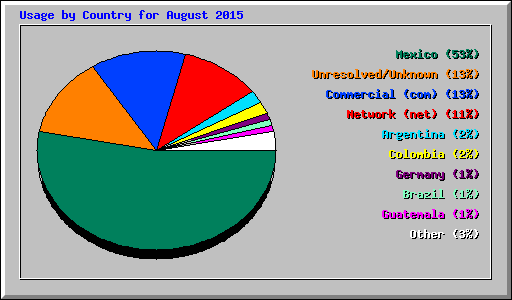 Usage by Country for August 2015
Mexico (53%)
Unresolved/Unknown (13%)
Commercial (com) (13%)
Network (net) (11%)
Argentina (2%)
Colombia (2%)
Germany (1%)
Brazil (1%)
Guatemala (1%)
Other (3%)